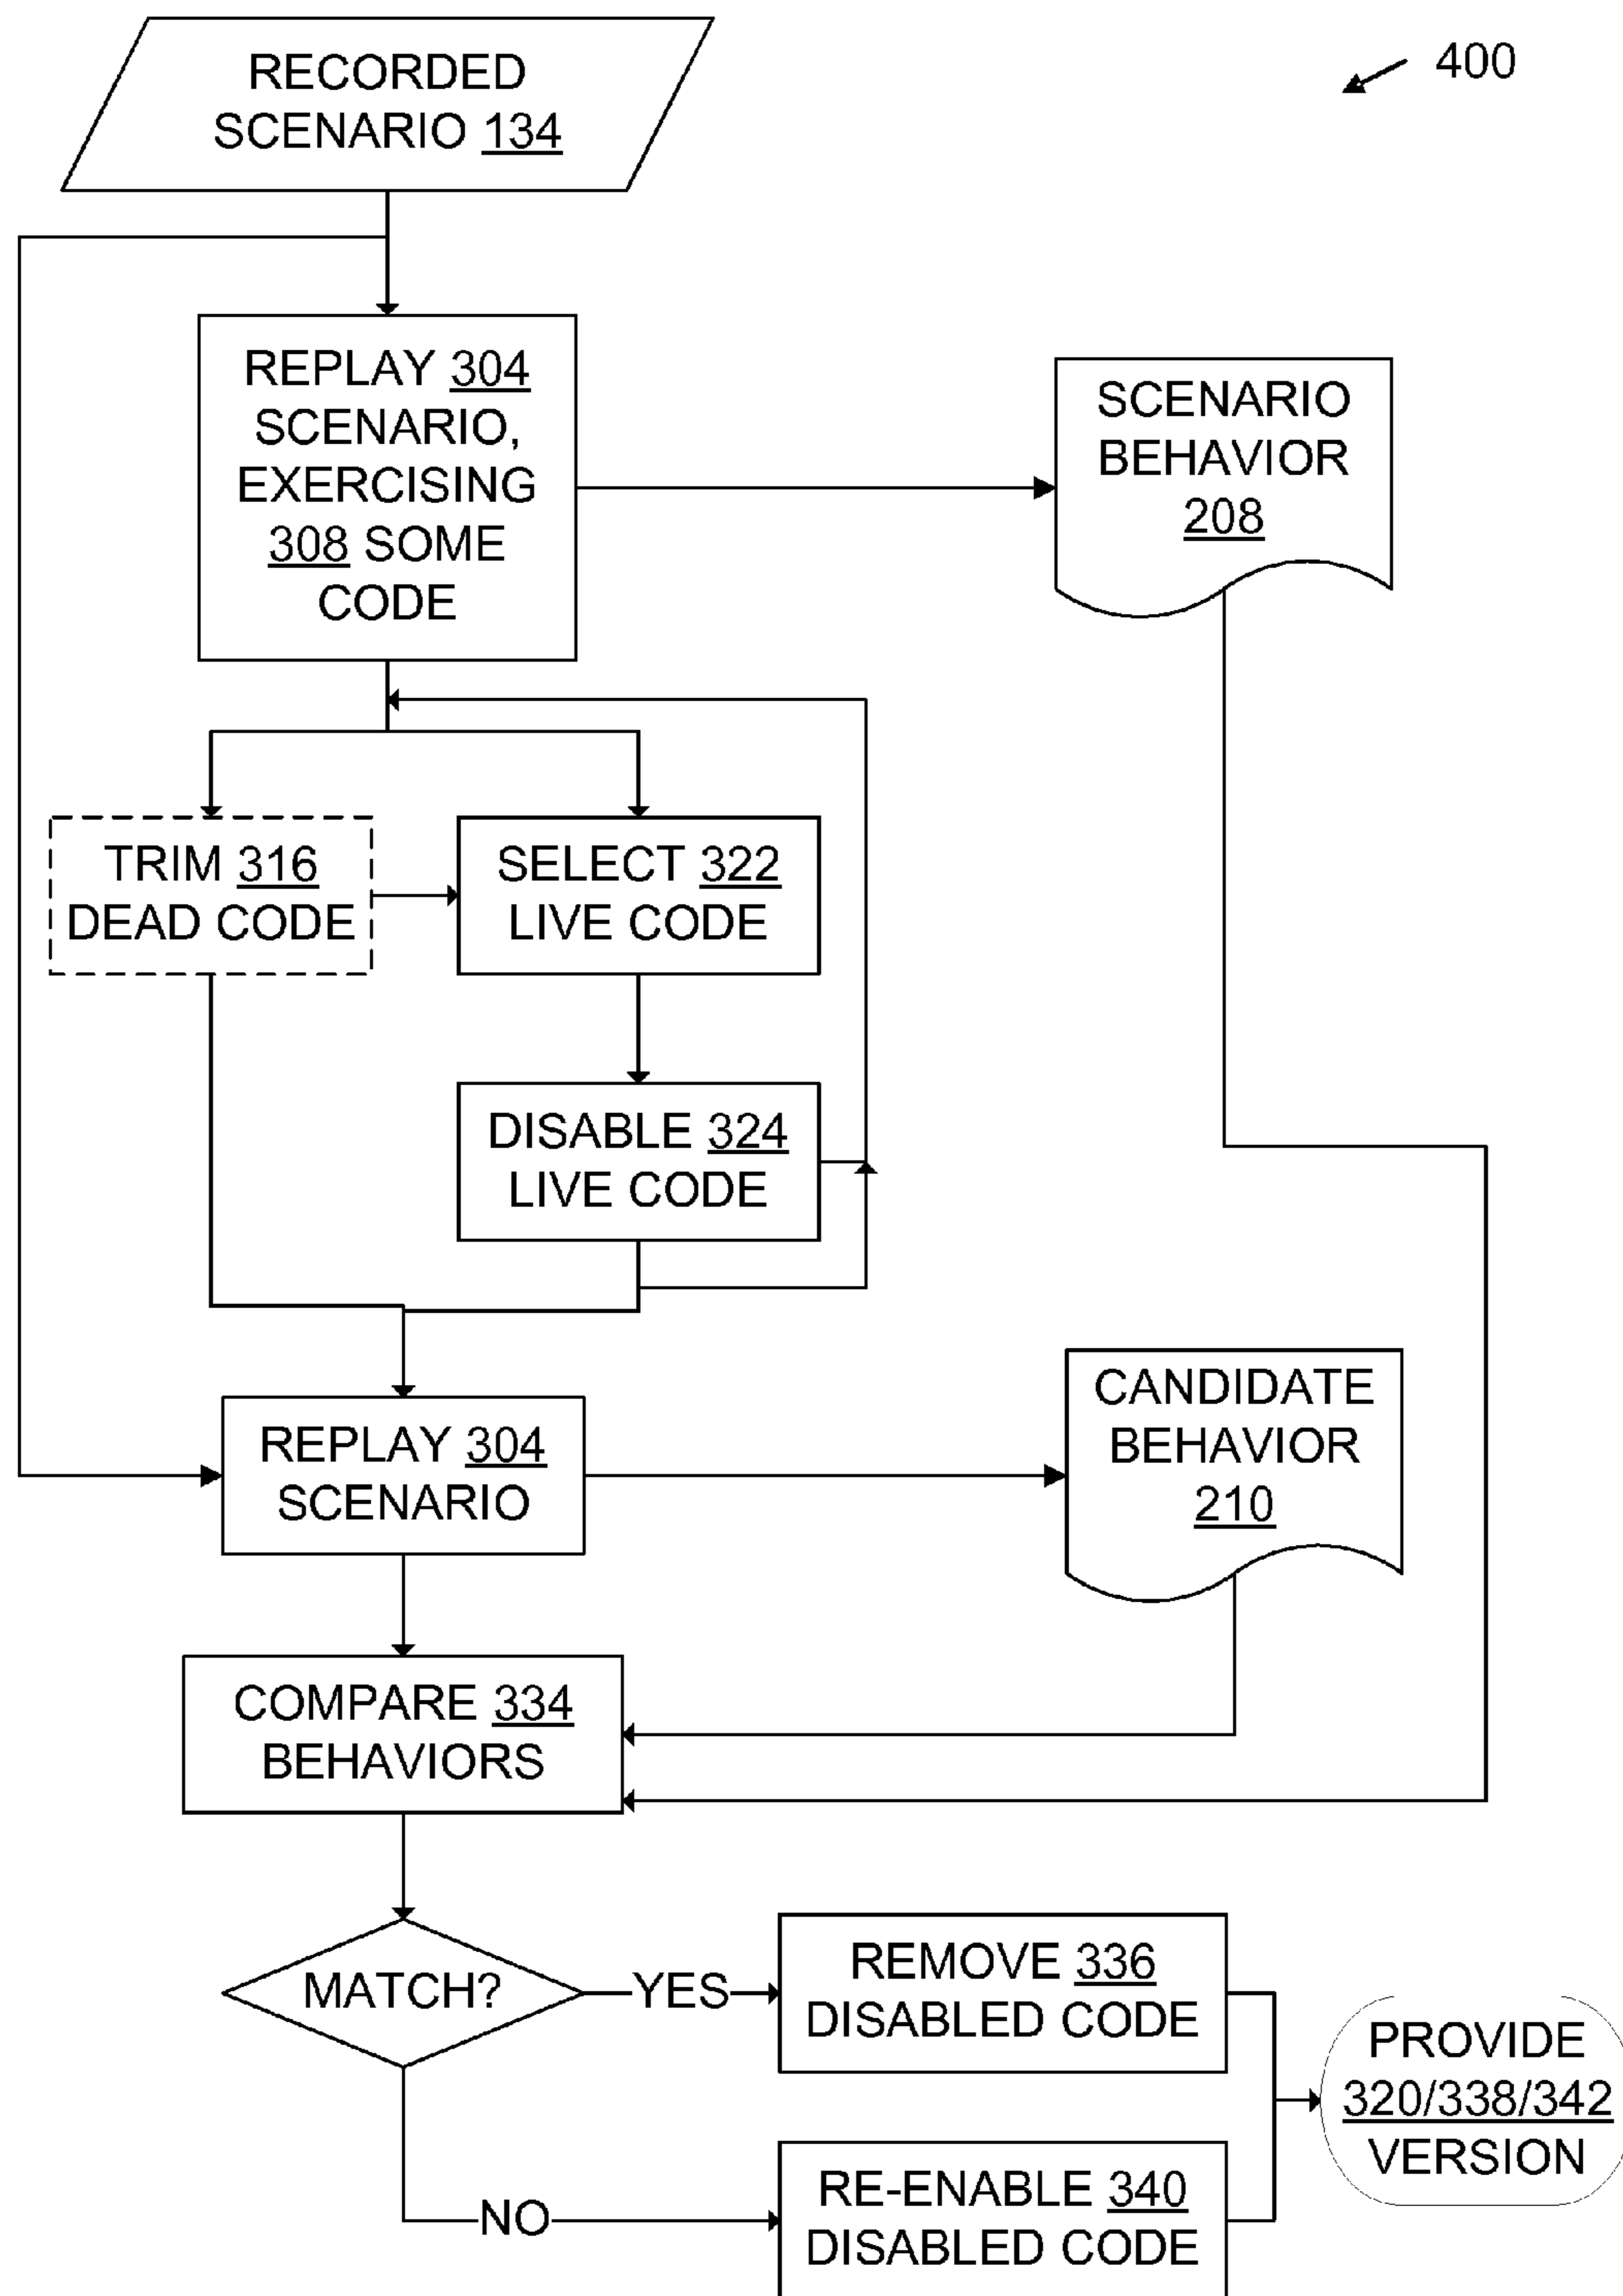 400
RECORDED
SCENARIO 134
REPLAY 304
SCENARIO,
EXERCISING
308 SOME
CODE
SCENARIO
BEHAVIOR
208
TRIM 316
DEAD CODE
SELECT 322
LIVE CODE
DISABLE 324
LIVE CODE
REPLAY 304
SCENARIO
CANDIDATE
BEHAVIOR
210
COMPARE 334
BEHAVIORS
MATCH?
YES
REMOVE 336
DISABLED CODE
NO
RE-ENABLE 340
DISABLED CODE
PROVIDE
320/338/342
VERSION